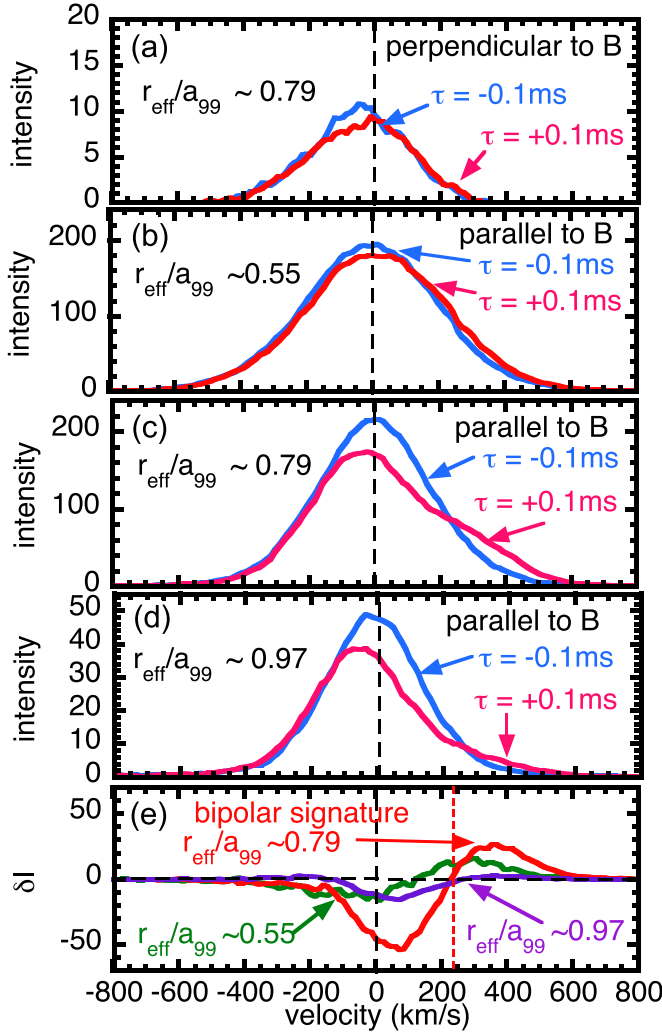 20
(a)
perpendicular to B
15
r_eff/a_99 ~ 0.79
τ = -0.1ms
10
τ = +0.1ms
5
0
intensity
(b)
parallel to B
200
r_eff/a_99 ~0.55
τ = -0.1ms
τ = +0.1ms
100
0
intensity
(c)
parallel to B
200
r_eff/a_99 ~ 0.79
τ = -0.1ms
τ = +0.1ms
100
0
intensity
50
(d)
parallel to B
40
r_eff/a_99 ~ 0.97
τ = -0.1ms
30
τ = +0.1ms
20
10
0
intensity
(e)
bipolar signature
50
r_eff/a_99 ~0.79
0
δI
r_eff/a_99 ~0.55
r_eff/a_99 ~0.97
-50
-800 -600 -400 -200 0 200 400 600 800
velocity (km/s)